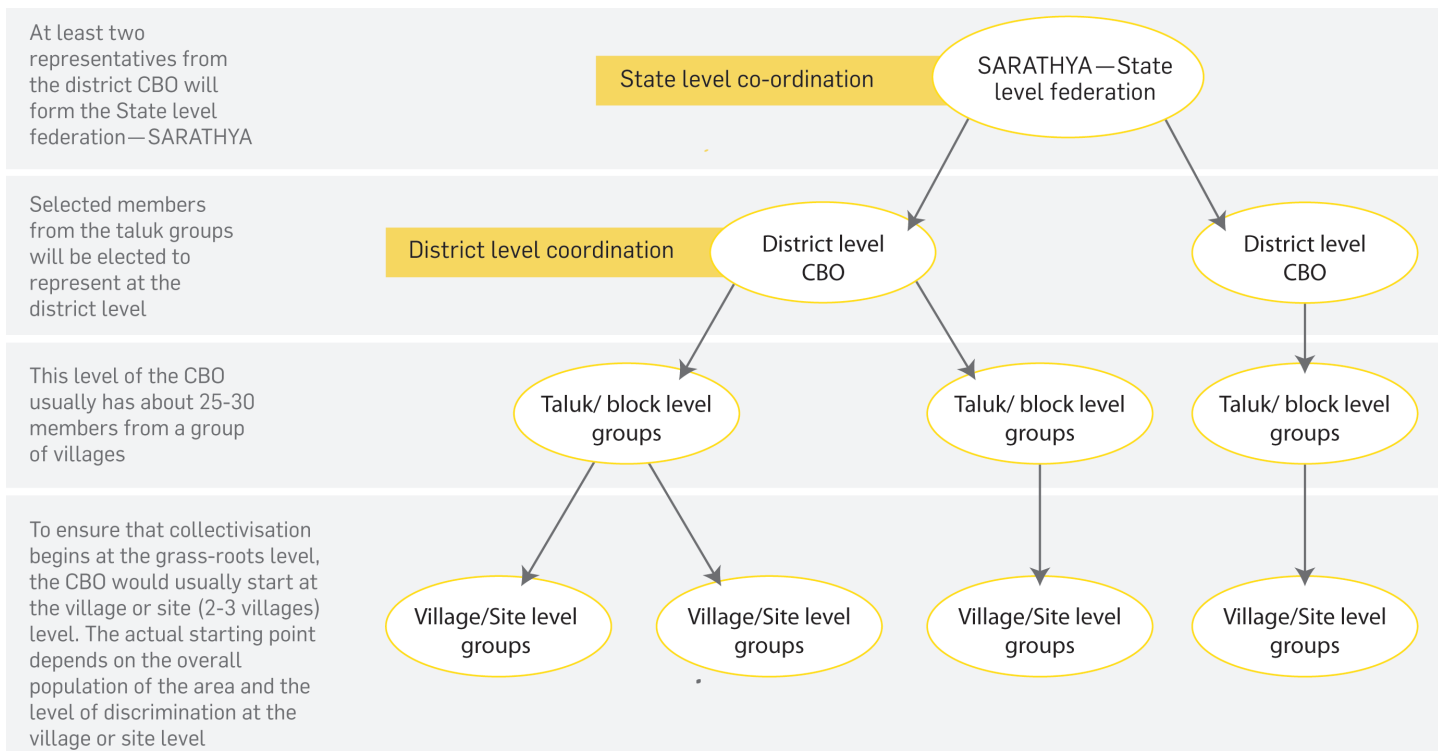 At least two
representatives from
the district CBO will
form the State level
federation—SARATHYA
State level co-ordination
SARATHYA—State
level federation
Selected members
from the taluk groups
will be elected to
represent at the
district level
District level coordination
District level
CBO
District level
CBO
This level of the CBO
usually has about 25-30
members from a group
of villages
Taluk/ block level
groups
Taluk/ block level
groups
Taluk/ block level
groups
To ensure that collectivisation
begins at the grass-roots level,
the CBO would usually start at
the village or site (2-3 villages)
level. The actual starting point
depends on the overall
population of the area and the
level of discrimination at the
village or site level
Village/Site level
groups
Village/Site level
groups
Village/Site level
groups
Village/Site level
groups